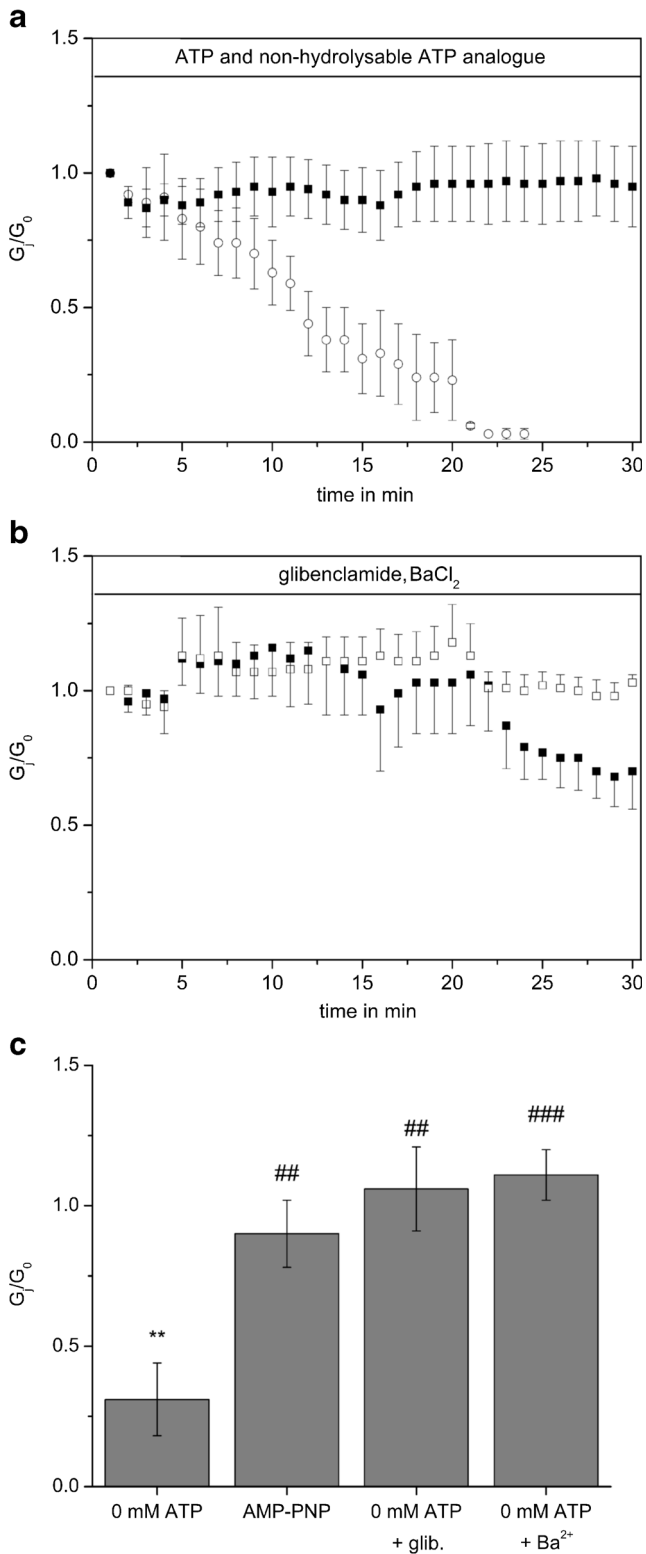 a
ATP and non-hydrolysable ATP analogue
1.5
1.0
0.5
0.0
Gj/G0
0 5 10 15 20 25 30
time in min
b
glibenclamide, BaCl2
1.5
1.0
0.5
0.0
Gj/G0
0 5 10 15 20 25 30
time in min
c
1.5
1.0
0.5
0.0
Gj/G0
**
##
##
###
0 mM ATP AMP-PNP 0 mM ATP 0 mM ATP
+ glib. + Ba2+